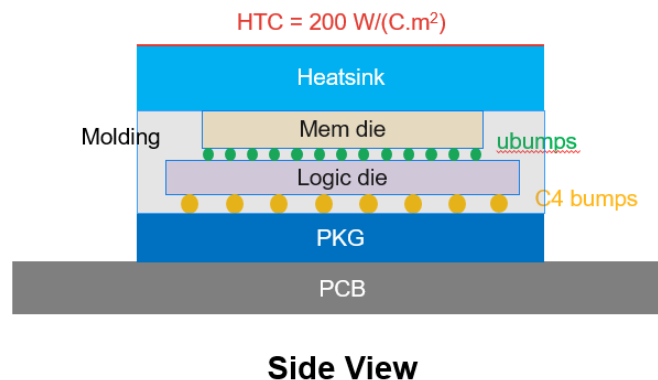 HTC = 200 W/(C.m²)
Heatsink
Mem die
Molding
ubumps
Logic die
C4 bumps
PKG
PCB
Side View